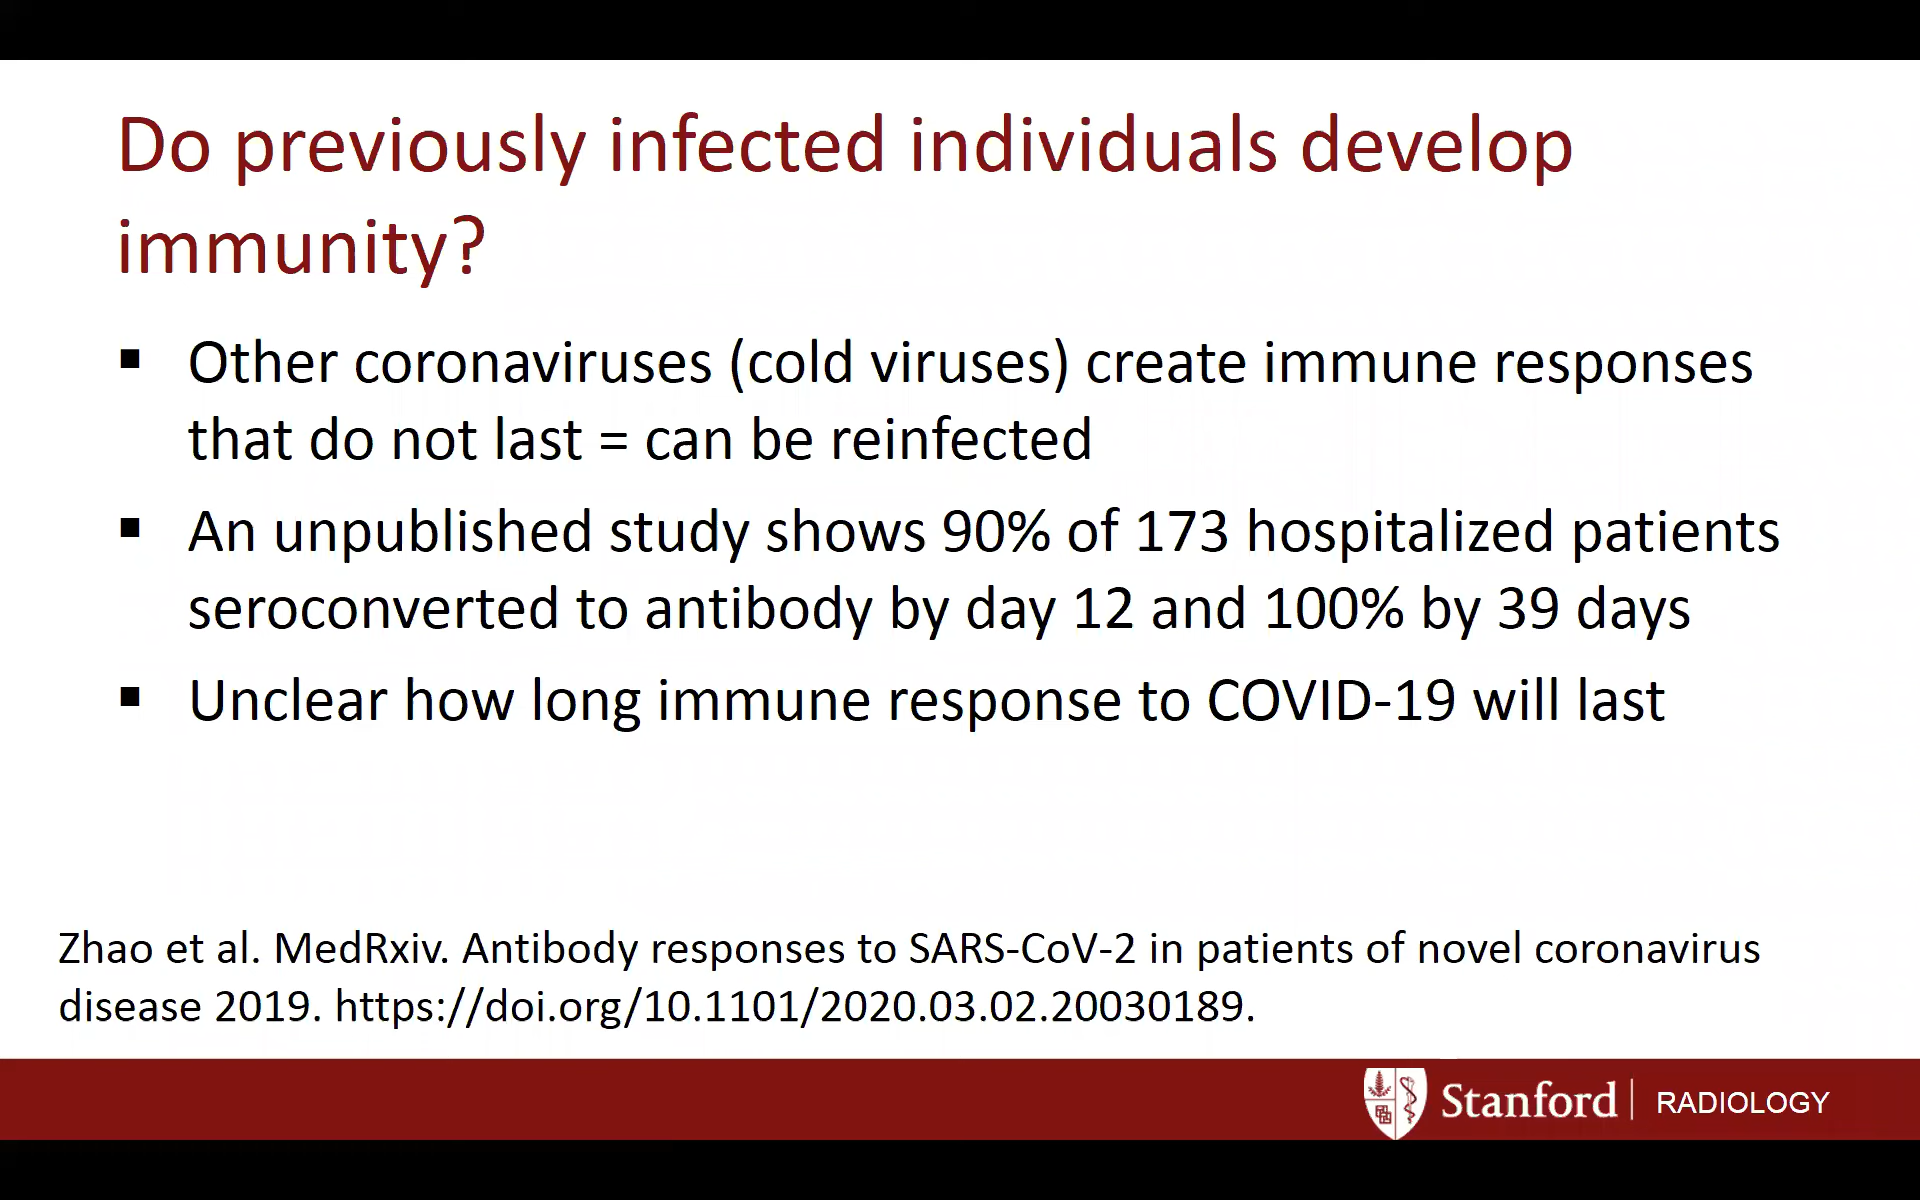 Do previously infected individuals develop
immunity?
▪ Other coronaviruses (cold viruses) create immune responses
that do not last = can be reinfected
▪ An unpublished study shows 90% of 173 hospitalized patients
seroconverted to antibody by day 12 and 100% by 39 days
▪ Unclear how long immune response to COVID-19 will last
Zhao et al. MedRxiv. Antibody responses to SARS-CoV-2 in patients of novel coronavirus
disease 2019. https://doi.org/10.1101/2020.03.02.20030189.
Stanford | RADIOLOGY